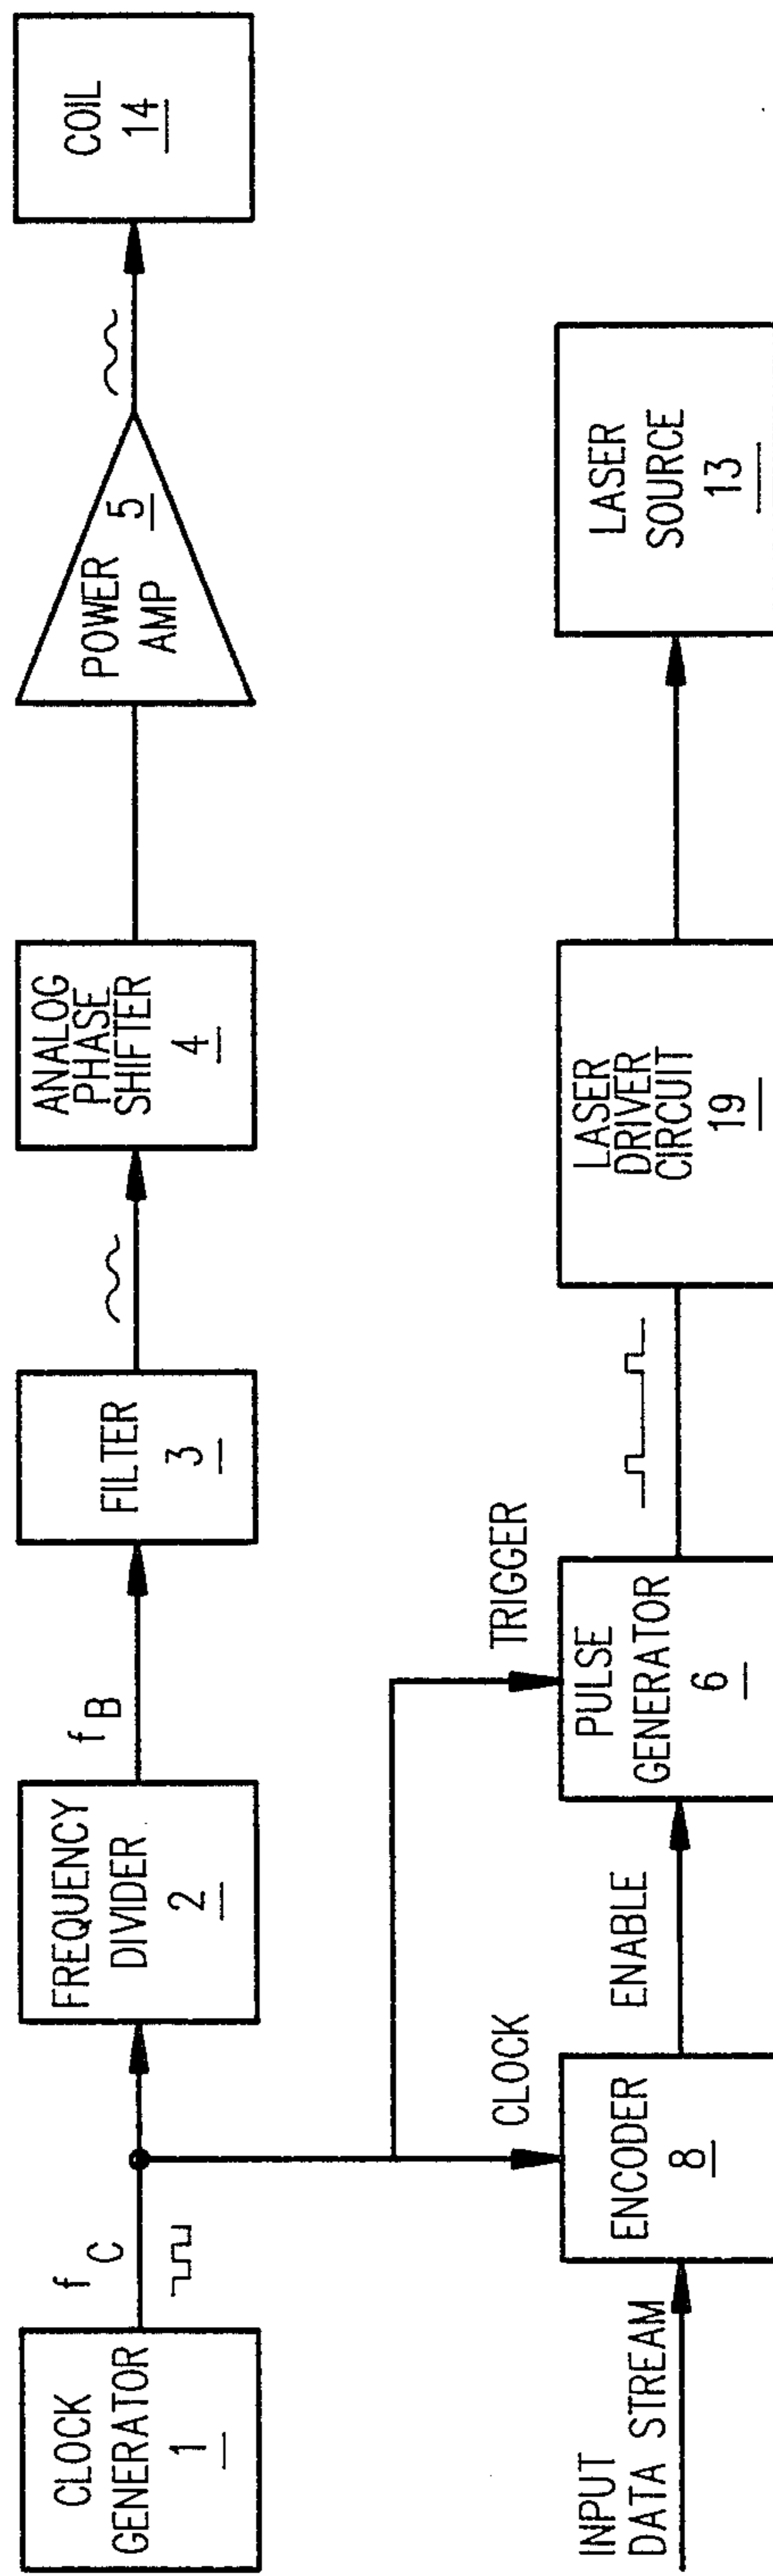 CLOCK
GENERATOR
1
f C
FREQUENCY
DIVIDER
2
f B
FILTER
3
ANALOG
PHASE
SHIFTER
4
POWER
AMP
5
COIL
14
INPUT
DATA STREAM
CLOCK
ENCODER
8
ENABLE
TRIGGER
PULSE
GENERATOR
6
LASER
DRIVER
CIRCUIT
19
LASER
SOURCE
13